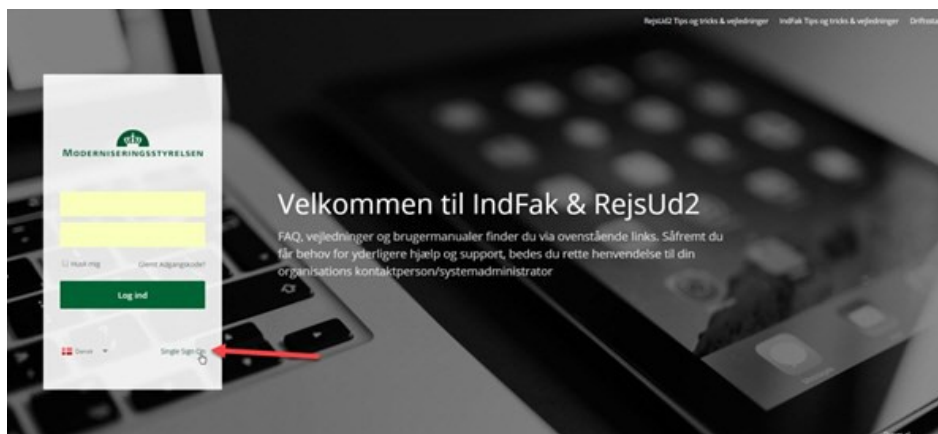 RejsUd2 Tips og tricks & vejledninger IndFak Tips og tricks & vejledninger
MODERNISERINGSSTYRELSEN
Velkommen til IndFak & RejsUd2
FAQ, vejledninger og brugermanualer finder du via ovenstående links. Såfremt du
får behov for yderligere hjælp og support, bedes du rette henvendelse til din
organisations kontaktperson/systemadministrator
Husk mig Glemt Adgangskode?
Log ind
Dansk Single Sign On